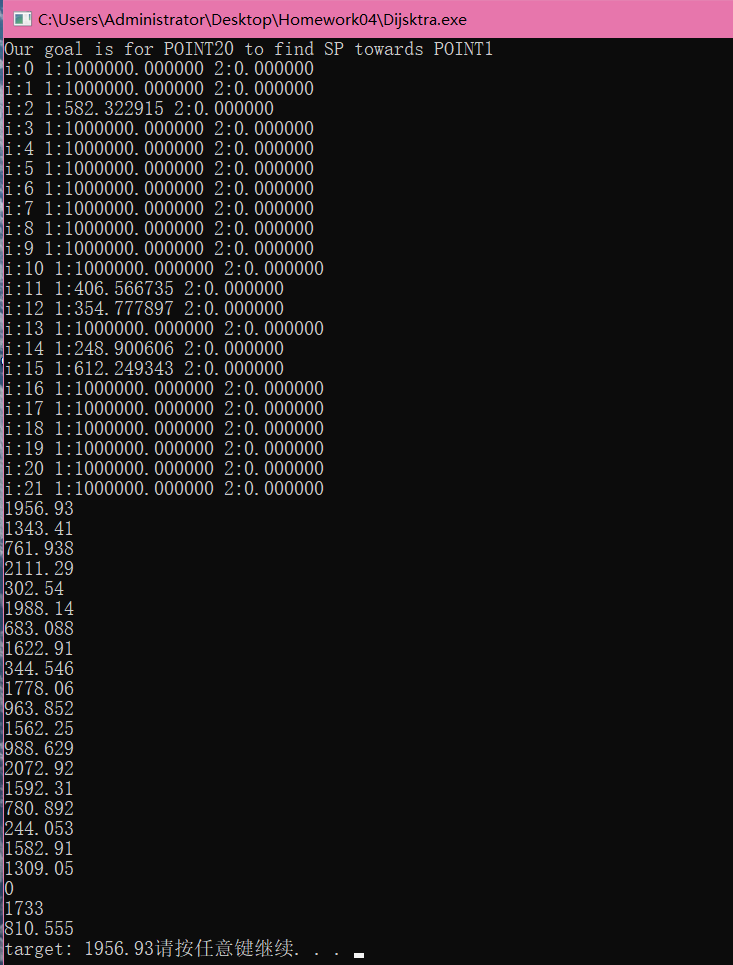 C:\Users\Administrator\Desktop\Homework04\Dijsktra.exe
Our goal is for POINT20 to find SP towards POINT1
i:0 1:1000000.000000 2:0.000000
i:1 1:1000000.000000 2:0.000000
i:2 1:582.322915 2:0.000000
i:3 1:1000000.000000 2:0.000000
i:4 1:1000000.000000 2:0.000000
i:5 1:1000000.000000 2:0.000000
i:6 1:1000000.000000 2:0.000000
i:7 1:1000000.000000 2:0.000000
i:8 1:1000000.000000 2:0.000000
i:9 1:1000000.000000 2:0.000000
i:10 1:1000000.000000 2:0.000000
i:11 1:406.566735 2:0.000000
i:12 1:354.777897 2:0.000000
i:13 1:1000000.000000 2:0.000000
i:14 1:248.900606 2:0.000000
i:15 1:612.249343 2:0.000000
i:16 1:1000000.000000 2:0.000000
i:17 1:1000000.000000 2:0.000000
i:18 1:1000000.000000 2:0.000000
i:19 1:1000000.000000 2:0.000000
i:20 1:1000000.000000 2:0.000000
i:21 1:1000000.000000 2:0.000000
1956.93
1343.41
761.938
2111.29
302.54
1988.14
683.088
1622.91
344.546
1778.06
963.852
1562.25
988.629
2072.92
1592.31
780.892
244.053
1582.91
1309.05
0
1733
810.555
target: 1956.93请按任意键继续. . .